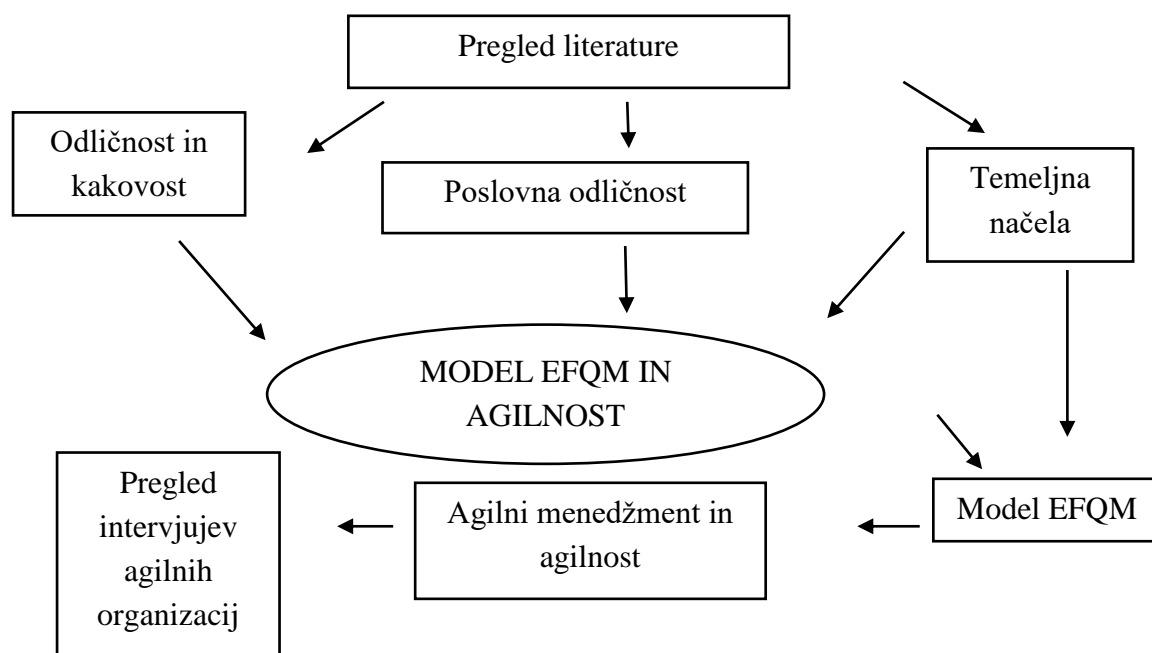 Pregled literature
Odličnost in
kakovost
Poslovna odličnost
Temeljna
načela
MODEL EFQM IN
AGILNOST
Pregled
intervjujev
agilnih
organizacij
Agilni menedžment in
agilnost
Model EFQM